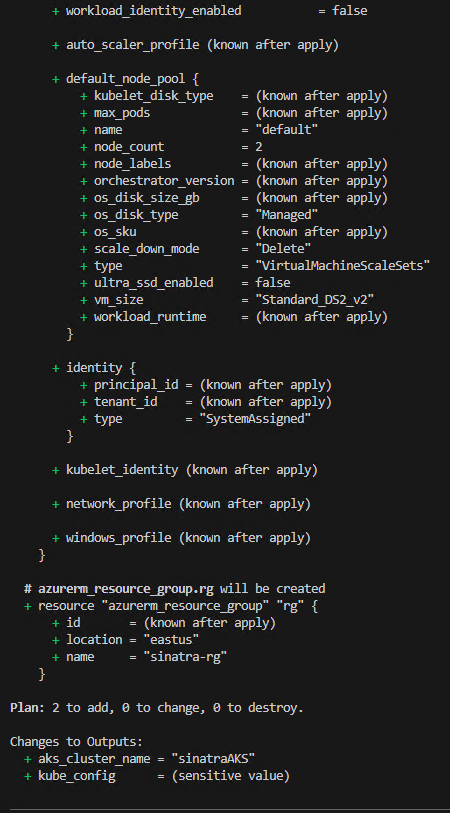 + workload_identity_enabled = false
+ auto_scaler_profile (known after apply)
+ default_node_pool {
+ kubelet_disk_type = (known after apply)
+ max_pods = (known after apply)
+ name = "default"
+ node_count = 2
+ node_labels = (known after apply)
+ orchestrator_version = (known after apply)
+ os_disk_size_gb = (known after apply)
+ os_disk_type = "Managed"
+ os_sku = (known after apply)
+ scale_down_mode = "Delete"
+ type = "VirtualMachineScaleSets"
+ ultra_ssd_enabled = false
+ vm_size = "Standard_DS2_v2"
+ workload_runtime = (known after apply)
}
+ identity {
+ principal_id = (known after apply)
+ tenant_id = (known after apply)
+ type = "SystemAssigned"
}
+ kubelet_identity (known after apply)
+ network_profile (known after apply)
+ windows_profile (known after apply)
}
# azurerm_resource_group.rg will be created
+ resource "azurerm_resource_group" "rg" {
+ id = (known after apply)
+ location = "eastus"
+ name = "sinatra-rg"
}
Plan: 2 to add, 0 to change, 0 to destroy.
Changes to Outputs:
+ aks_cluster_name = "sinatraAKS"
+ kube_config = (sensitive value)